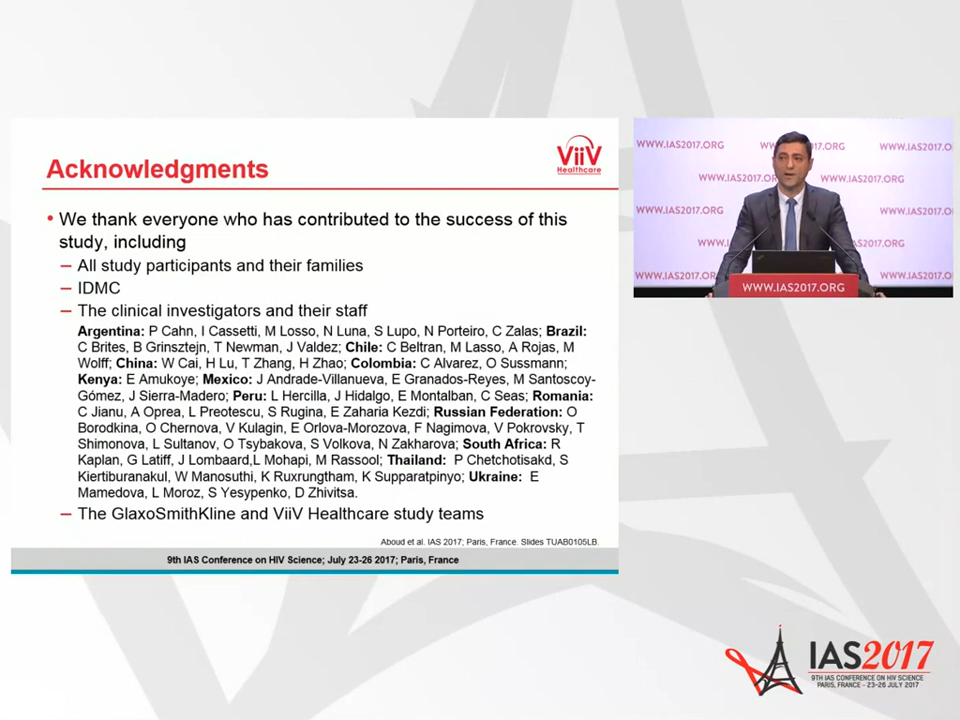 Acknowledgments
ViiV
Healthcare
• We thank everyone who has contributed to the success of this
study, including
– All study participants and their families
– IDMC
– The clinical investigators and their staff
Argentina: P Cahn, I Cassetti, M Losso, N Luna, S Lupo, N Porteiro, C Zalas; Brazil:
C Brites, B Grinsztejn, T Newman, J Valdez; Chile: C Beltran, M Lasso, A Rojas, M
Wolff; China: W Cai, H Lu, T Zhang, H Zhao; Colombia: C Alvarez, O Sussmann;
Kenya: E Amukoye; Mexico: J Andrade-Villanueva, E Granados-Reyes, M Santoscoy-
Gómez, J Sierra-Madero; Peru: L Hercilla, J Hidalgo, E Montalban, C Seas; Romania:
C Jianu, A Oprea, L Preotescu, S Rugina, E Zaharia Kezdi; Russian Federation: O
Borodkina, O Chernova, V Kulagin, E Orlova-Morozova, F Nagimova, V Pokrovsky, T
Shimonova, L Sultanov, O Tsybakova, S Volkova, N Zakharova; South Africa: R
Kaplan, G Latiff, J Lombaard,L Mohapi, M Rassool; Thailand: P Chetchotisakd, S
Kiertiburanakul, W Manosuthi, K Ruxrungtham, K Supparatpinyo; Ukraine: E
Mamedova, L Moroz, S Yesypenko, D Zhivitsa.
– The GlaxoSmithKline and ViiV Healthcare study teams
Aboud et al. IAS 2017; Paris, France. Slides TUAB0105LB.
9th IAS Conference on HIV Science; July 23-26 2017; Paris, France
WWW.IAS2017.ORG WWW.IAS2017.ORG WWW.IAS2017.O
WWW.IAS2017.O WWW.IAS2017.ORG
WWW.IAS2017.ORG WWW.IAS2017.O
WWW.I AS2017.ORG
WWW.IAS2017.O WWW.IAS2017.O
WWW.IAS2017.ORG
IAS2017
9TH IAS CONFERENCE ON HIV SCIENCE
PARIS, FRANCE - 23-26 JULY 2017